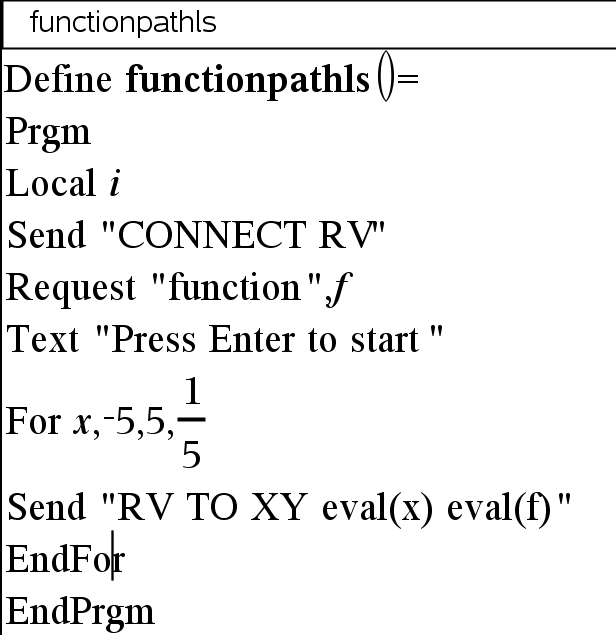 functionpathls
Define functionpathls()=
Prgm
Local i
Send "CONNECT RV"
Request "function",f
Text "Press Enter to start "
For x,-5,5,1/5
Send "RV TO XY eval(x) eval(f)"
EndFor
EndPrgm